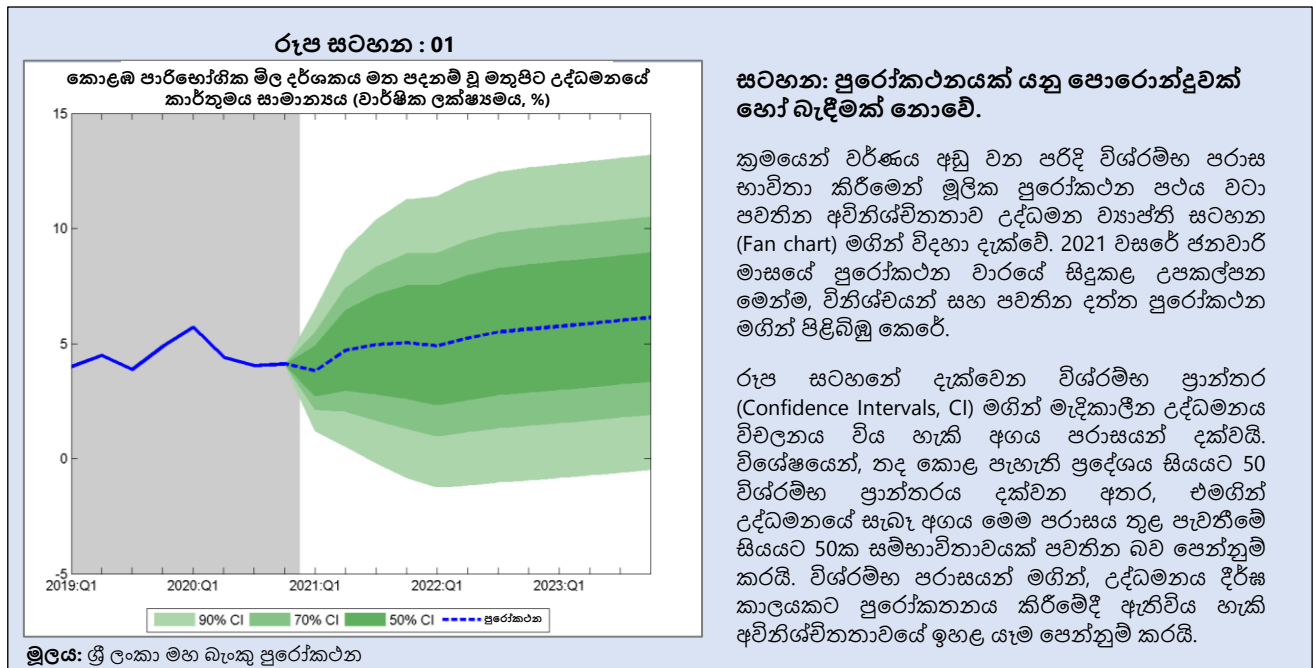 රූප සටහන : 01
කොළඹ පාරිභෝගික මිල දර්ශකය මත පදනම් වූ මතුපිට උද්ධමනයේ
කාර්තුමය සාමාන්‍යය (වාර්ෂික ලක්ෂ්‍යමය, %)
15
10
5
0
-5
2019:Q1 2020:Q1 2021:Q1 2022:Q1 2023:Q1
90% CI 70% CI 50% CI පුරෝකථන
මූලය: ශ්‍රී ලංකා මහ බැංකු පුරෝකථන
සටහන: පුරෝකථනයක් යනු පොරොන්දුවක්
හෝ බැඳීමක් නොවේ.
ක්‍රමයෙන් වර්ණය අඩු වන පරිදි විශ්රම්භ පරාස
භාවිතා කිරීමෙන් මූලික පුරෝකථන පථය වටා
පවතින අවිනිශ්චිතතාව උද්ධමන ව්‍යාප්ති සටහන
(Fan chart) මගින් විදහා දැක්වේ. 2021 වසරේ ජනවාරි
මාසයේ පුරෝකථන වාරයේ සිදුකළ උපකල්පන
මෙන්ම, විනිශ්චයන් සහ පවතින දත්ත පුරෝකථන
මගින් පිළිබිඹු කෙරේ.
රූප සටහනේ දැක්වෙන විශ්රම්භ ප්‍රාන්තර
(Confidence Intervals, CI) මගින් මැදිකාලීන උද්ධමනය
විචලනය විය හැකි අගය පරාසයන් දක්වයි.
විශේෂයෙන්, තද කොළ පැහැති ප්‍රදේශය සියයට 50
විශ්රම්භ ප්‍රාන්තරය දක්වන අතර, එමගින්
උද්ධමනයේ සැබෑ අගය මෙම පරාසය තුළ පැවතීමේ
සියයට 50ක සම්භාවිතාවයක් පවතින බව පෙන්නුම්
කරයි. විශ්රම්භ පරාසයන් මගින්, උද්ධමනය දීර්ඝ
කාලයකට පුරෝකතනය කිරීමේදී ඇතිවිය හැකි
අවිනිශ්චිතතාවයේ ඉහළ යෑම පෙන්නුම් කරයි.